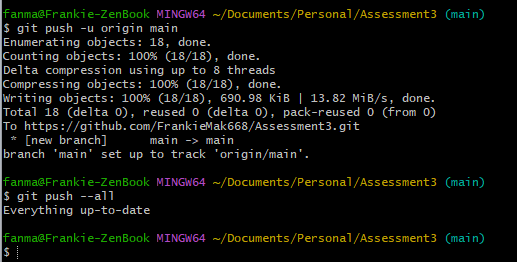 fanma@Frankie-ZenBook MINGW64 ~/Documents/Personal/Assessment3 (main)
$ git push -u origin main
Enumerating objects: 18, done.
Counting objects: 100% (18/18), done.
Delta compression using up to 8 threads
Compressing objects: 100% (18/18), done.
Writing objects: 100% (18/18), 690.98 KiB | 13.82 MiB/s, done.
Total 18 (delta 0), reused 0 (delta 0), pack-reused 0 (from 0)
To https://github.com/FrankieMak668/Assessment3.git
 * [new branch]      main -> main
branch 'main' set up to track 'origin/main'.

fanma@Frankie-ZenBook MINGW64 ~/Documents/Personal/Assessment3 (main)
$ git push --all
Everything up-to-date

fanma@Frankie-ZenBook MINGW64 ~/Documents/Personal/Assessment3 (main)
$